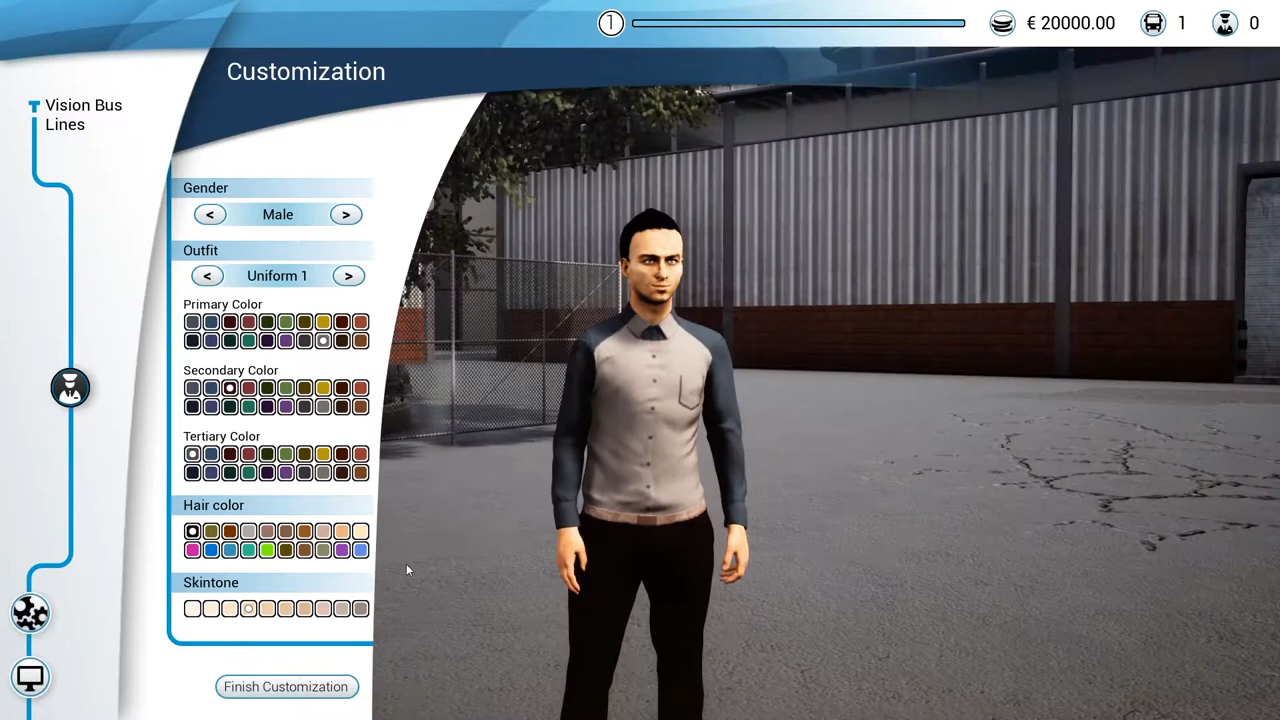 1
€ 20000.00
1
0
Customization
Vision Bus
Lines
Gender
< Male >
Outfit
< Uniform 1 >
Primary Color
Secondary Color
Tertiary Color
Hair color
Skintone
Finish Customization